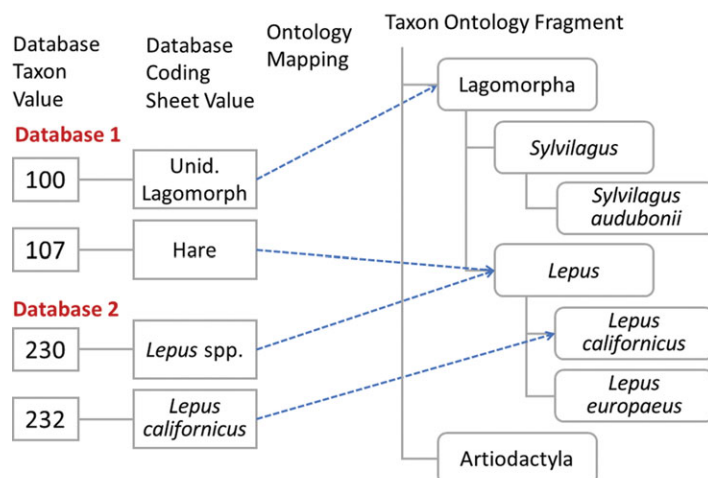 Database
Taxon
Value
Database
Coding
Sheet Value
Ontology
Mapping
Taxon Ontology Fragment
Database 1
100
Unid.
Lagomorph
107
Hare
Database 2
230
Lepus spp.
232
Lepus
californicus
Lagomorpha
Sylvilagus
Sylvilagus
audubonii
Lepus
Lepus
californicus
Lepus
europaeus
Artiodactyla